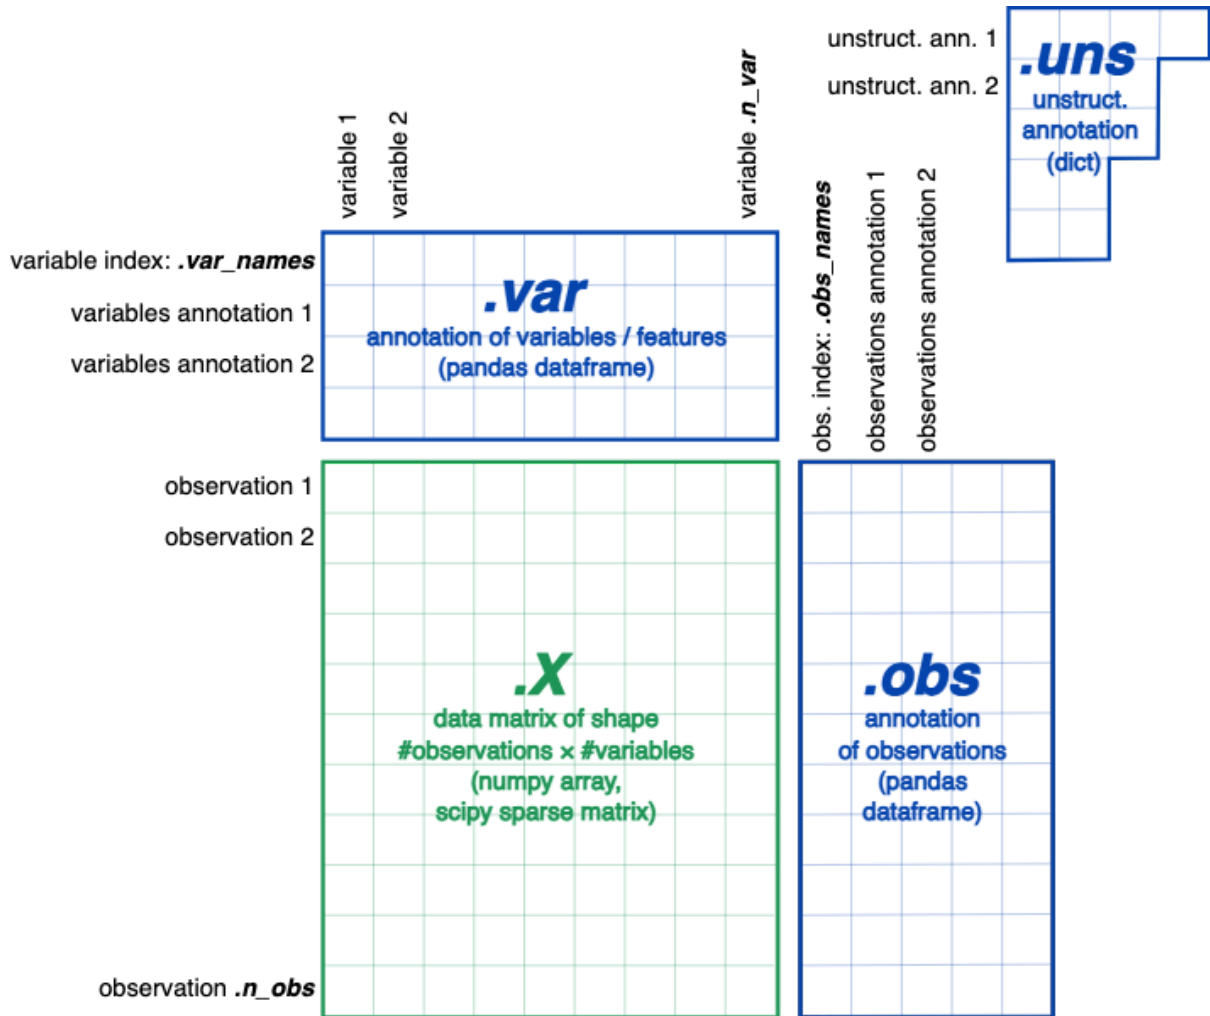 unstruct. ann. 1
unstruct. ann. 2
.uns
unstruct.
annotation
(dict)
variable 1
variable 2
variable .n_var
variable index: .var_names
variables annotation 1
variables annotation 2
.var
annotation of variables / features
(pandas dataframe)
obs. index: .obs_names
observations annotation 1
observations annotation 2
observation 1
observation 2
observation .n_obs
.X
data matrix of shape
#observations × #variables
(numpy array,
scipy sparse matrix)
.obs
annotation
of observations
(pandas
dataframe)